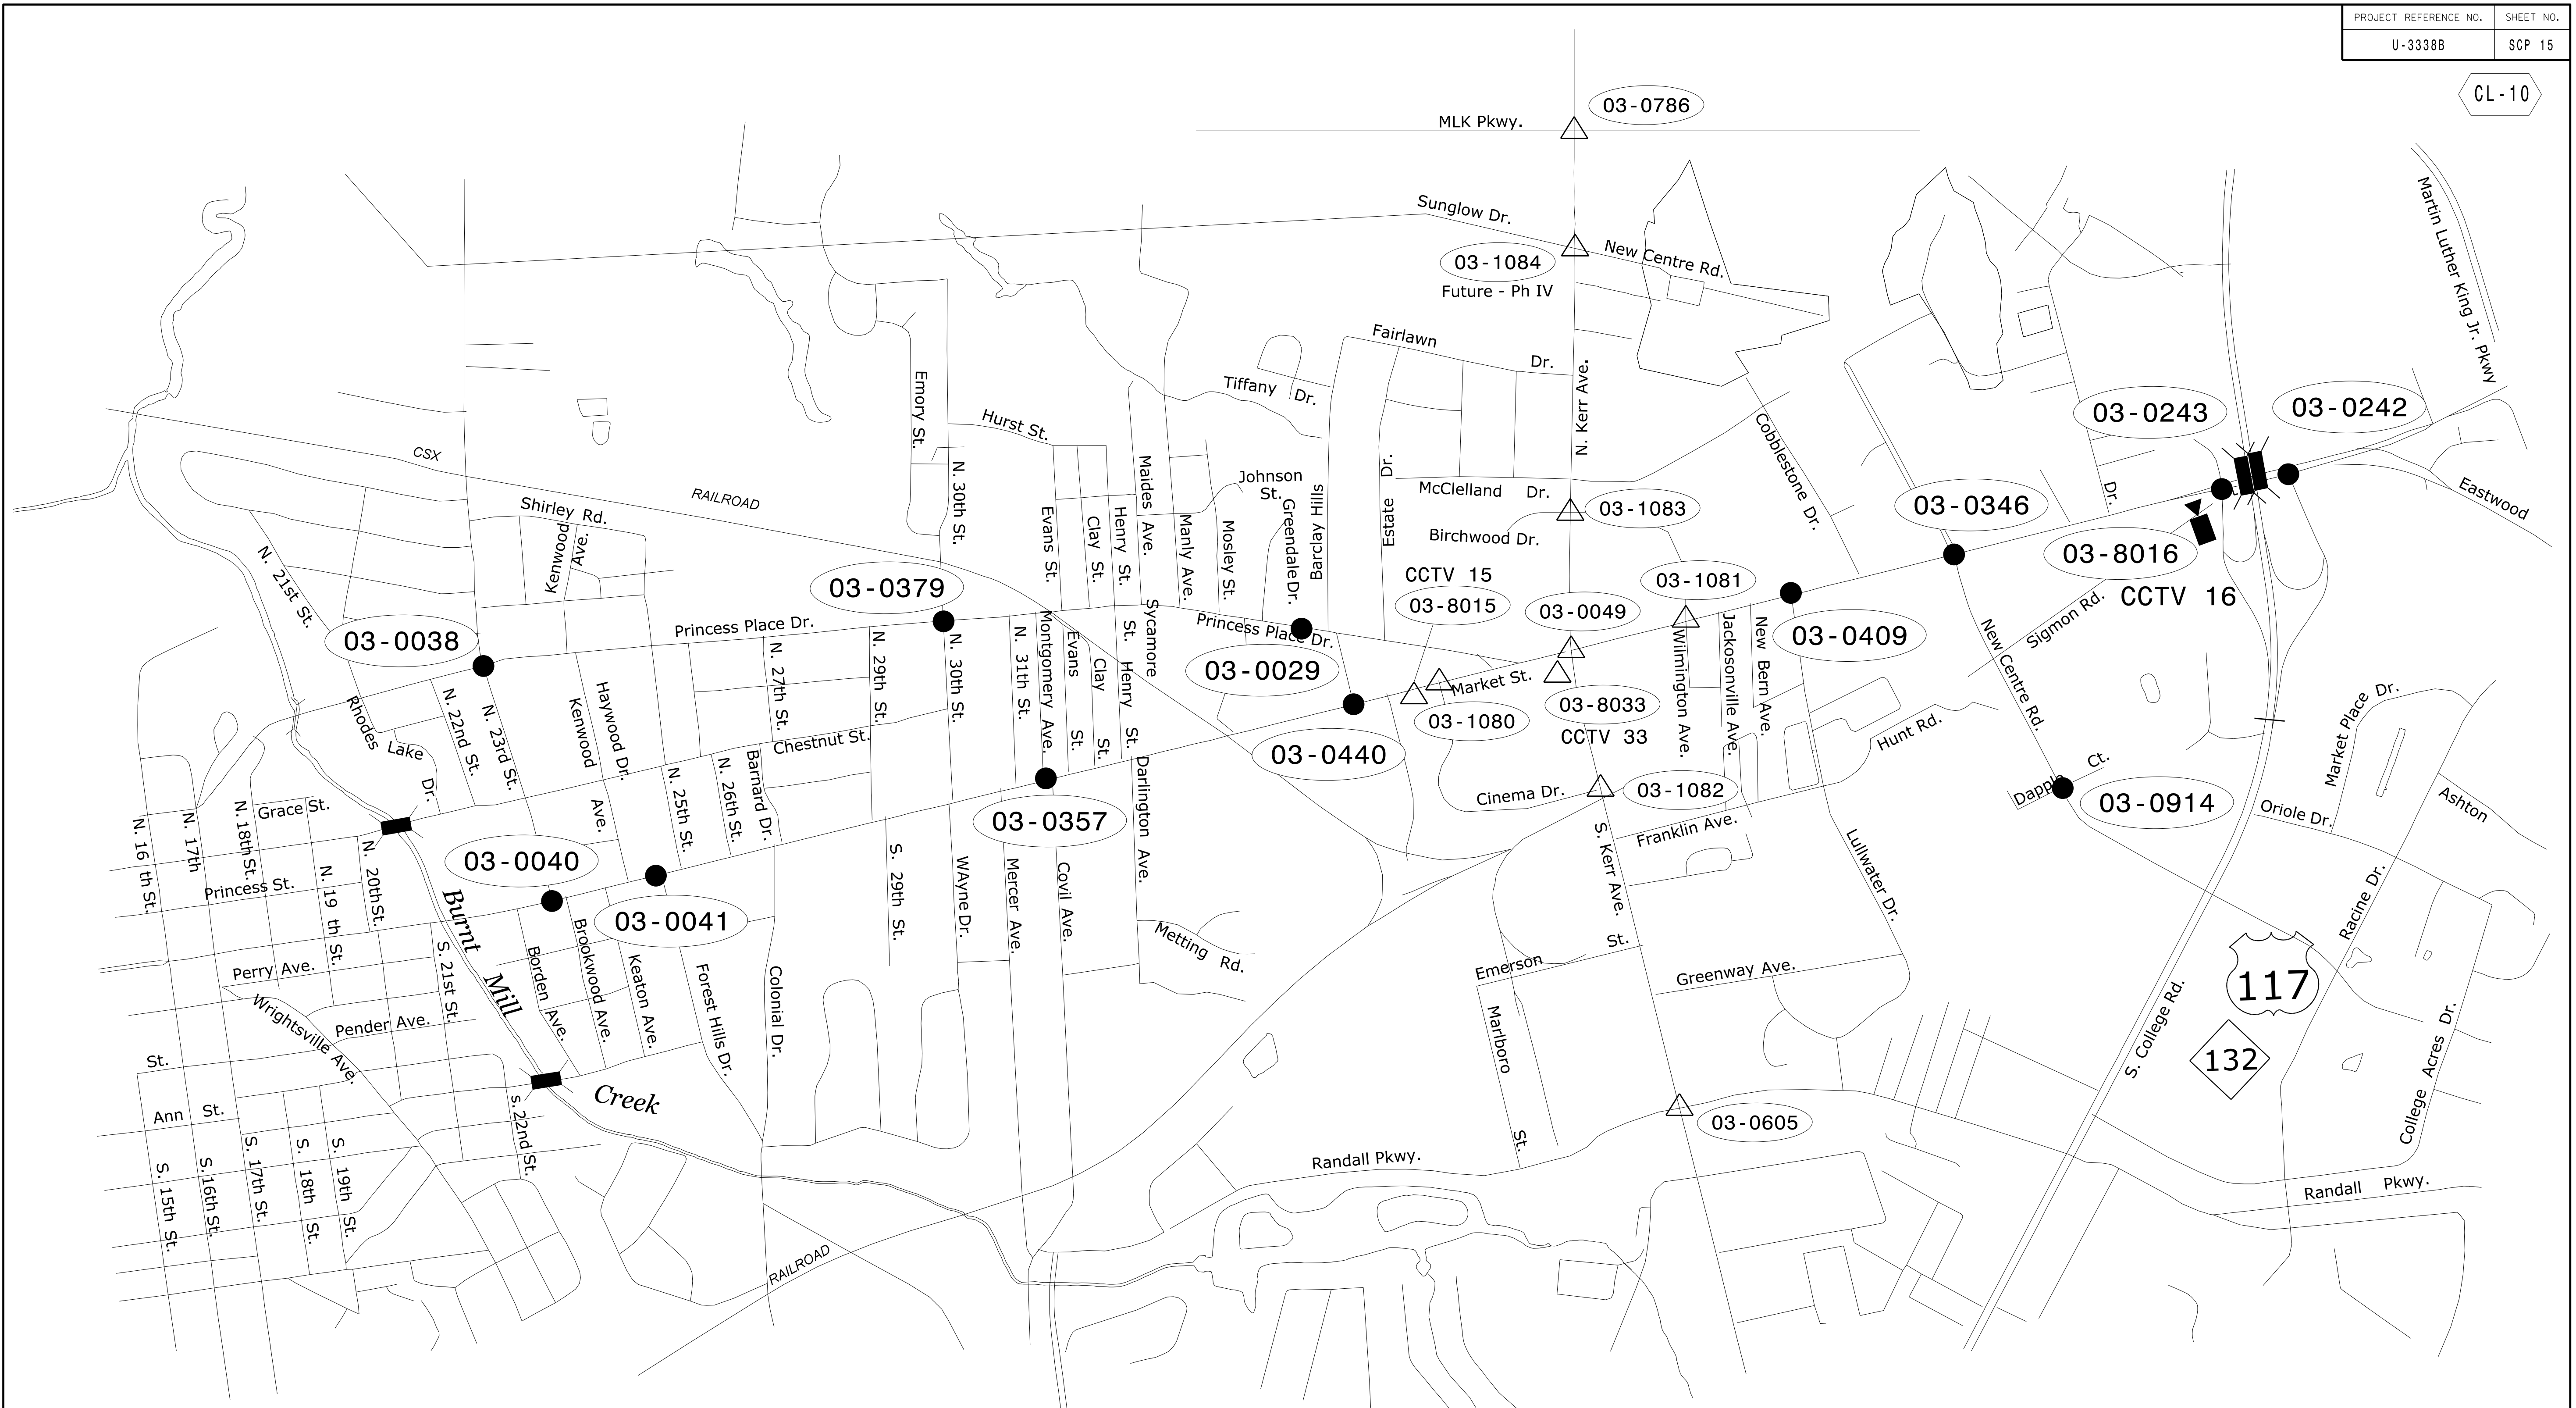 PROJECT REFERENCE NO.
SHEET NO.
U-3338B
SCP 15
CL-10
03-0786
MLK Pkwy.
Sunglow Dr.
New Centre Rd.
03-1084
Future - Ph IV
Martin Luther King Jr. Pkwy
Fairlawn
Dr.
N. Kerr Ave.
Tiffany Dr.
Emory St.
Hurst St.
CSX
RAILROAD
N. 30th St.
Maides Ave.
Johnson
St.
Greendale Dr.
Barclay Hills
Estate Dr.
McClelland Dr.
03-1083
Birchwood Dr.
Cobblestone Dr.
03-0243
03-0242
Dr.
Eastwood
03-0346
03-8016
CCTV 16
Shirley Rd.
Kenwood
Ave.
N. 21st St.
Evans St.
Clay St.
Henry St.
Manly Ave.
Mosley St.
CCTV 15
03-8015
03-0049
03-1081
03-0379
03-0038
Princess Place Dr.
Sycamore
Princess Place Dr.
03-0029
Market St.
03-1080
03-8033
CCTV 33
Wilmington Ave.
Jackosonville Ave.
New Bern Ave.
03-0409
New Centre Rd.
Sigmon Rd.
Hunt Rd.
Rhodes
Lake
Dr.
N. 22nd St.
N. 23rd St.
Kenwood
Ave.
Haywood Dr.
N. 27th St.
N. 29th St.
N. 30th St.
N. 31th St.
Montgomery Ave.
Evans
St.
Clay
St.
St. Henry
St.
Chestnut St.
N. 25th St.
N. 26th St.
Barnard Dr.
03-0440
Darlington Ave.
Cinema Dr.
03-1082
Franklin Ave.
S. Kerr Ave.
Dapple
Ct.
03-0914
Market Place Dr.
Oriole Dr.
Ashton
Racine Dr.
N. 16 th St.
N. 17th
N. 18th St.
Grace St.
Princess St.
N. 19 th St.
N. 20th St.
03-0040
03-0041
03-0357
S. 29th St.
WAyne Dr.
Mercer Ave.
Covil Ave.
Lullwater Dr.
Metting Rd.
Emerson
St.
Greenway Ave.
Marlboro
St.
Burnt
Mill
Creek
Perry Ave.
S. 21st St.
Borden Ave.
Brookwood Ave.
Keaton Ave.
Forest Hills Dr.
Colonial Dr.
Wrightsville Ave.
Pender Ave.
St.
Ann St.
s. 22nd St.
S. 15th St.
S. 16th St.
S. 17th St.
S. 18th St.
S. 19th St.
RAILROAD
Randall Pkwy.
03-0605
S. College Rd.
117
132
College Acres Dr.
Randall Pkwy.